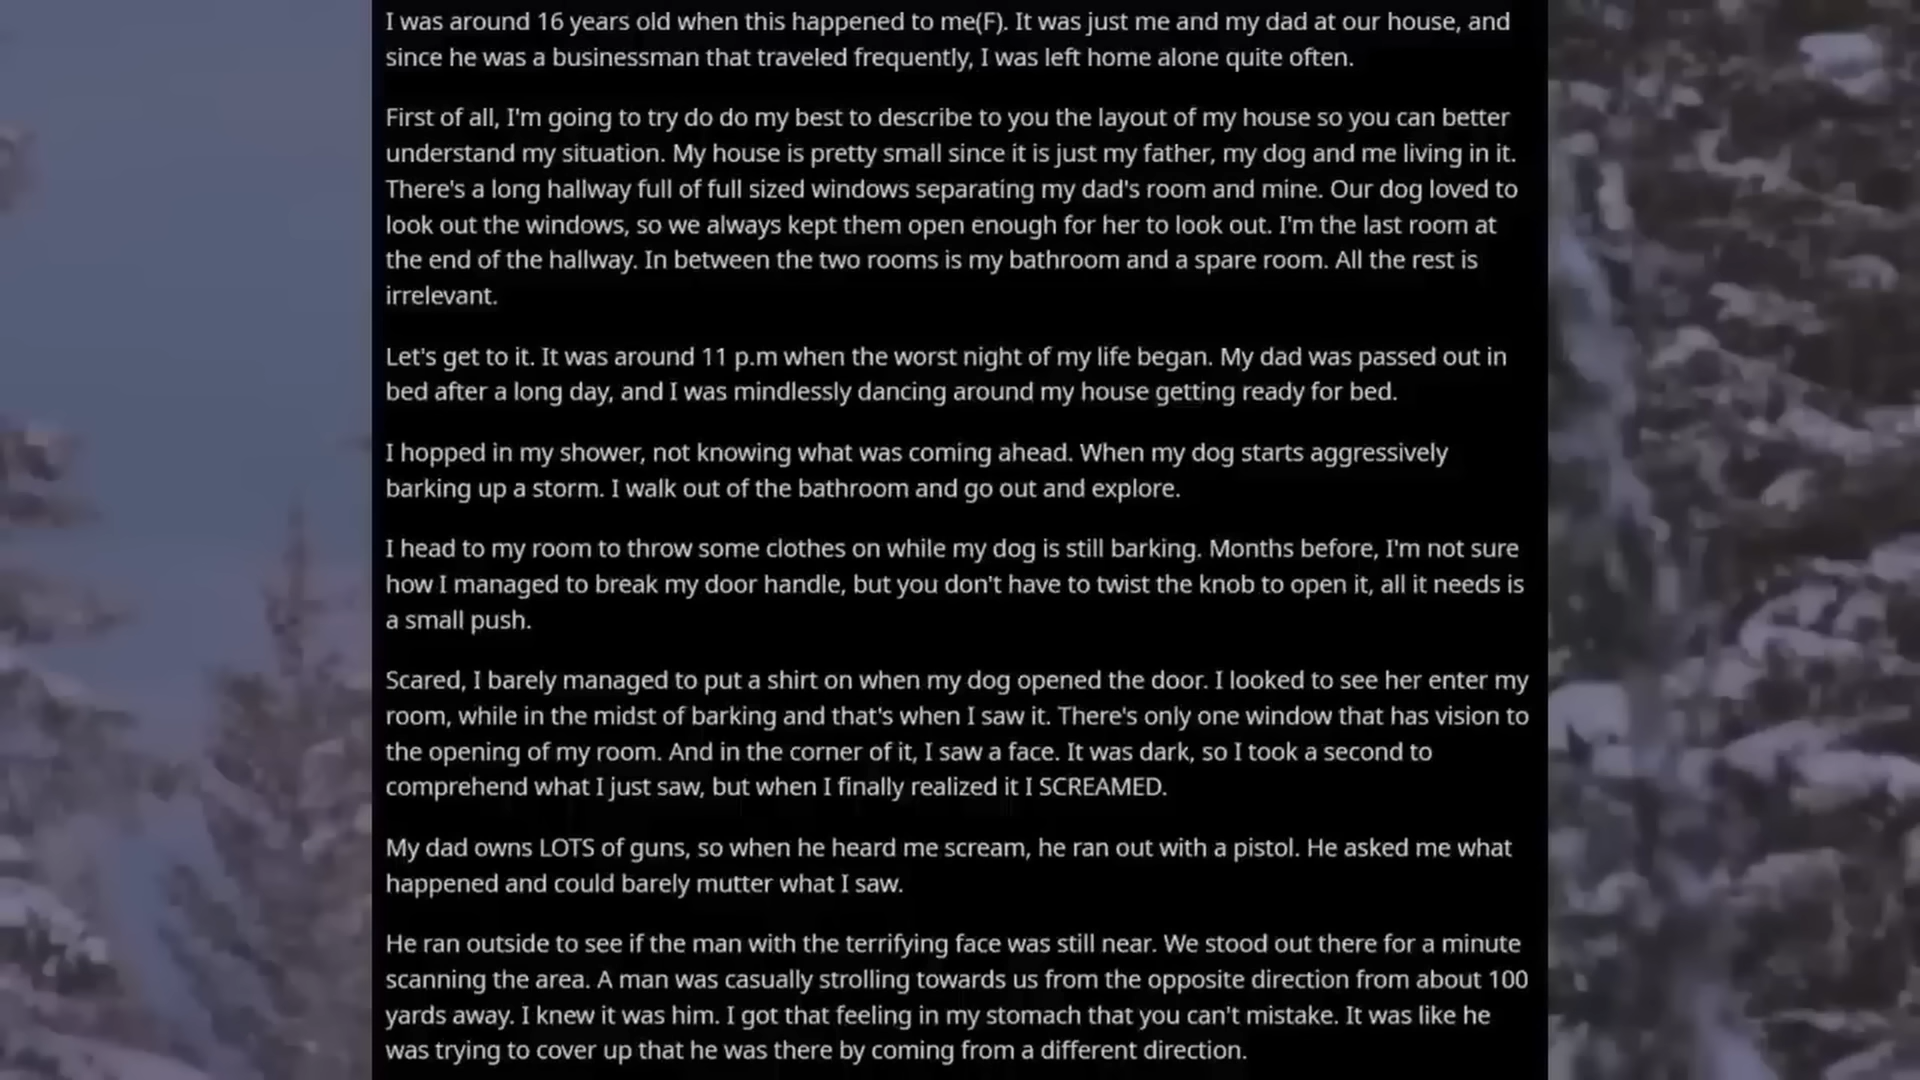 I was around 16 years old when this happened to me(F). It was just me and my dad at our house, and
since he was a businessman that traveled frequently, I was left home alone quite often.
First of all, I'm going to try do do my best to describe to you the layout of my house so you can better
understand my situation. My house is pretty small since it is just my father, my dog and me living in it.
There's a long hallway full of full sized windows separating my dad's room and mine. Our dog loved to
look out the windows, so we always kept them open enough for her to look out. I'm the last room at
the end of the hallway. In between the two rooms is my bathroom and a spare room. All the rest is
irrelevant.
Let's get to it. It was around 11 p.m when the worst night of my life began. My dad was passed out in
bed after a long day, and I was mindlessly dancing around my house getting ready for bed.
I hopped in my shower, not knowing what was coming ahead. When my dog starts aggressively
barking up a storm. I walk out of the bathroom and go out and explore.
I head to my room to throw some clothes on while my dog is still barking. Months before, I'm not sure
how I managed to break my door handle, but you don't have to twist the knob to open it, all it needs is
a small push.
Scared, I barely managed to put a shirt on when my dog opened the door. I looked to see her enter my
room, while in the midst of barking and that's when I saw it. There's only one window that has vision to
the opening of my room. And in the corner of it, I saw a face. It was dark, so I took a second to
comprehend what I just saw, but when I finally realized it I SCREAMED.
My dad owns LOTS of guns, so when he heard me scream, he ran out with a pistol. He asked me what
happened and could barely mutter what I saw.
He ran outside to see if the man with the terrifying face was still near. We stood out there for a minute
scanning the area. A man was casually strolling towards us from the opposite direction from about 100
yards away. I knew it was him. I got that feeling in my stomach that you can't mistake. It was like he
was trying to cover up that he was there by coming from a different direction.